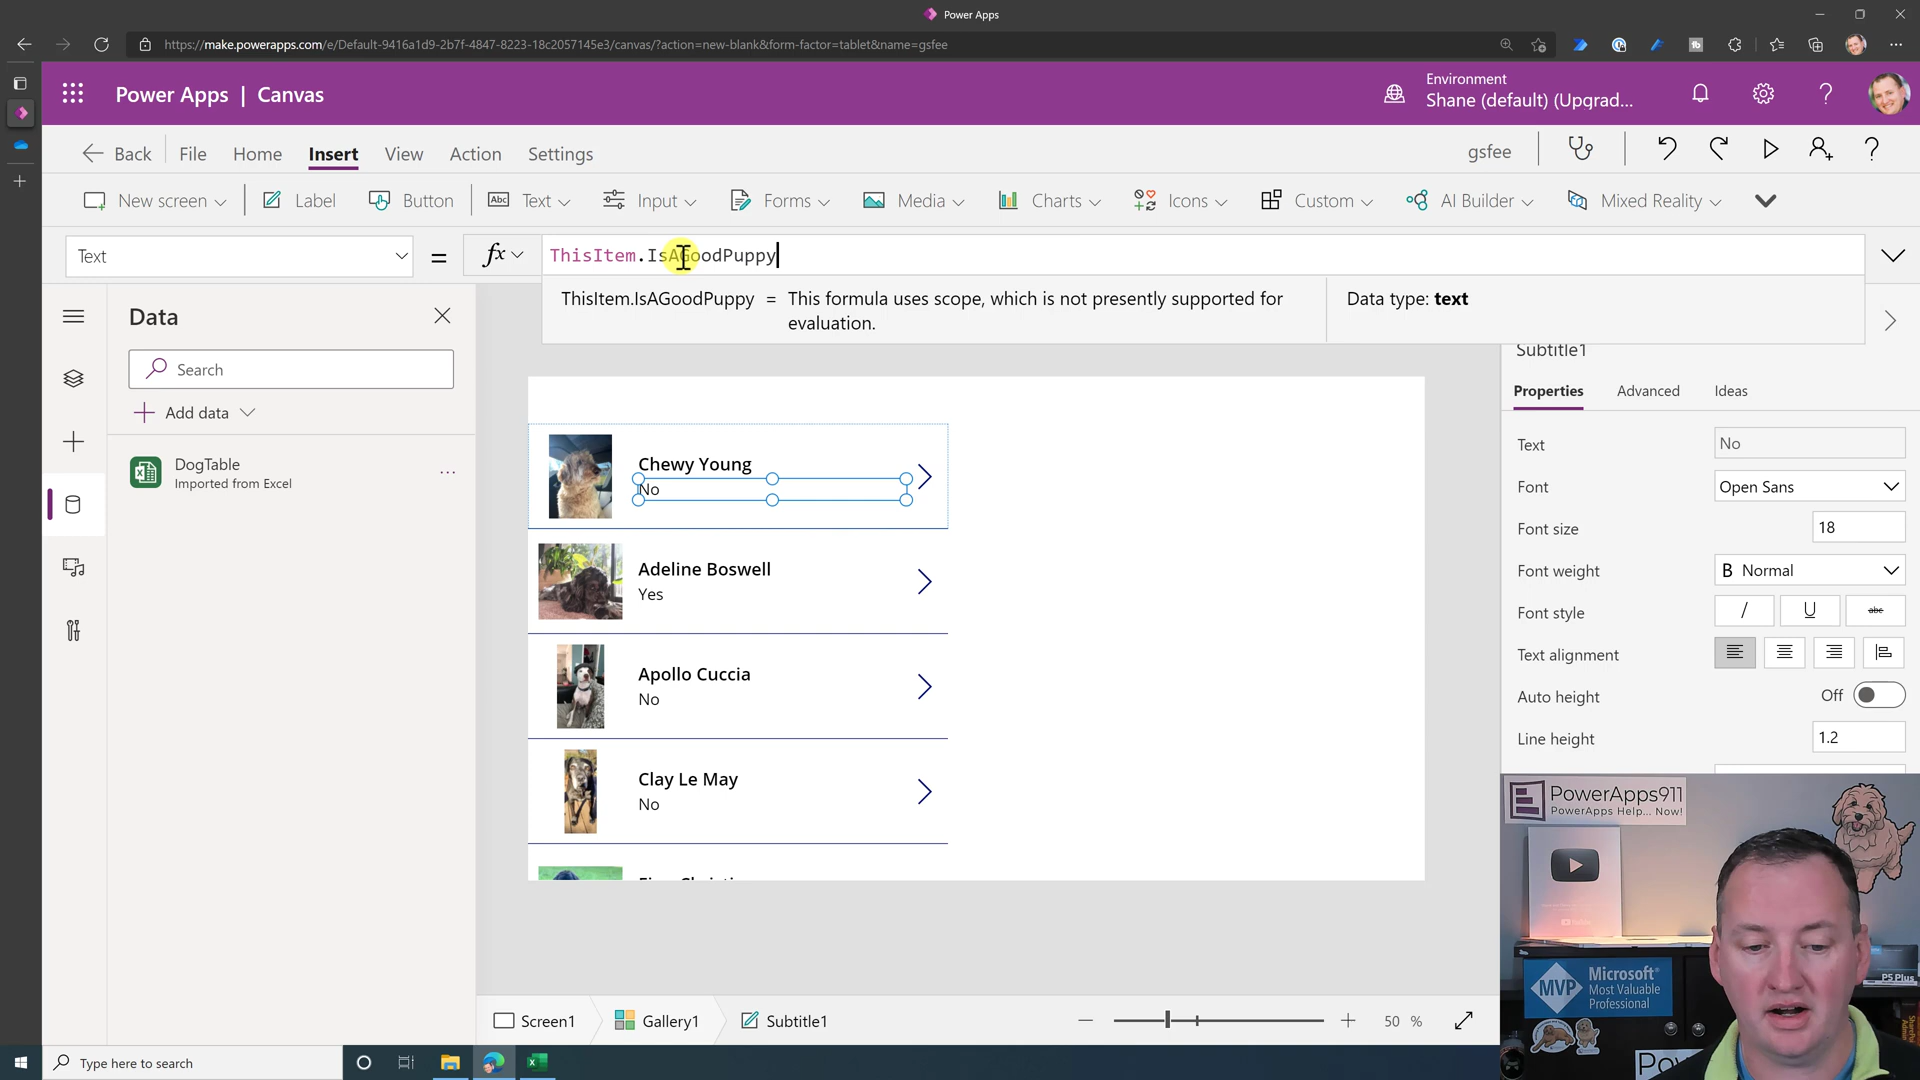 Power Apps
https://make.powerapps.com/e/Default-9416a1d9-2b7f-4847-8223-18c2057145e3/canvas/?action=new-blank&form-factor=tablet&name=gsfee
Power Apps | Canvas
Environment
Shane (default) (Upgrad...
Back File Home Insert View Action Settings
gsfee
New screen Label Button Text Input Forms Media Charts Icons Custom AI Builder Mixed Reality
Text = fx ThisItem.IsAGoodPuppy
ThisItem.IsAGoodPuppy = This formula uses scope, which is not presently supported for
evaluation.
Data type: text
Data
Search
Add data
DogTable
Imported from Excel
Chewy Young
No
Adeline Boswell
Yes
Apollo Cuccia
No
Clay Le May
No
Subtitle1
Properties Advanced Ideas
Text No
Font Open Sans
Font size 18
Font weight B Normal
Font style / U abc
Text alignment
Auto height Off
Line height 1.2
PowerApps911
PowerApps Help... Now!
Microsoft
MVP
Most Valuable
Professional
P5 Plus
Screen1 Gallery1 Subtitle1
50 %
Type here to search